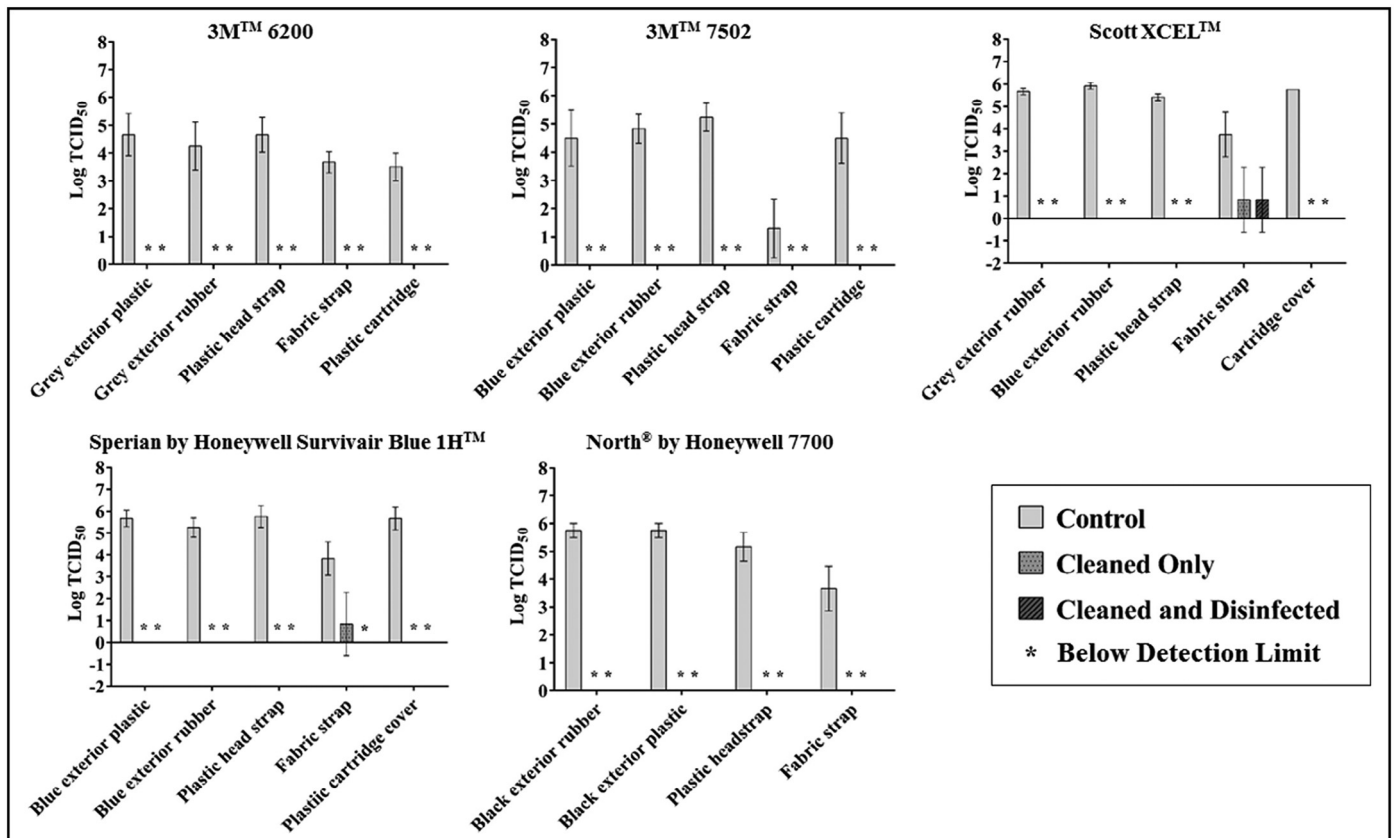 3M™ 6200
Log TCID50
8
7
6
5
4
3
2
1
0
* * * * * * * * * *
Grey exterior plastic
Grey exterior rubber
Plastic head strap
Fabric strap
Plastic cartridge
3M™ 7502
Log TCID50
8
7
6
5
4
3
2
1
0
* * * * * * * * * *
Blue exterior plastic
Blue exterior rubber
Plastic head strap
Fabric strap
Plastic cartidge
Scott XCEL™
Log TCID50
8
7
6
5
4
3
2
1
0
-1
-2
* * * * * * * *
Grey exterior rubber
Blue exterior rubber
Plastic head strap
Fabric strap
Cartridge cover
Sperian by Honeywell Survivair Blue 1H™
Log TCID50
8
7
6
5
4
3
2
1
0
-1
-2
* * * * * * * * *
Blue exterior plastic
Blue exterior rubber
Plastic head strap
Fabric strap
Plastiic cartridge cover
North® by Honeywell 7700
Log TCID50
8
7
6
5
4
3
2
1
0
* * * * * * * *
Black exterior rubber
Black exterior plastic
Plastic headstrap
Fabric strap
Control
Cleaned Only
Cleaned and Disinfected
* Below Detection Limit